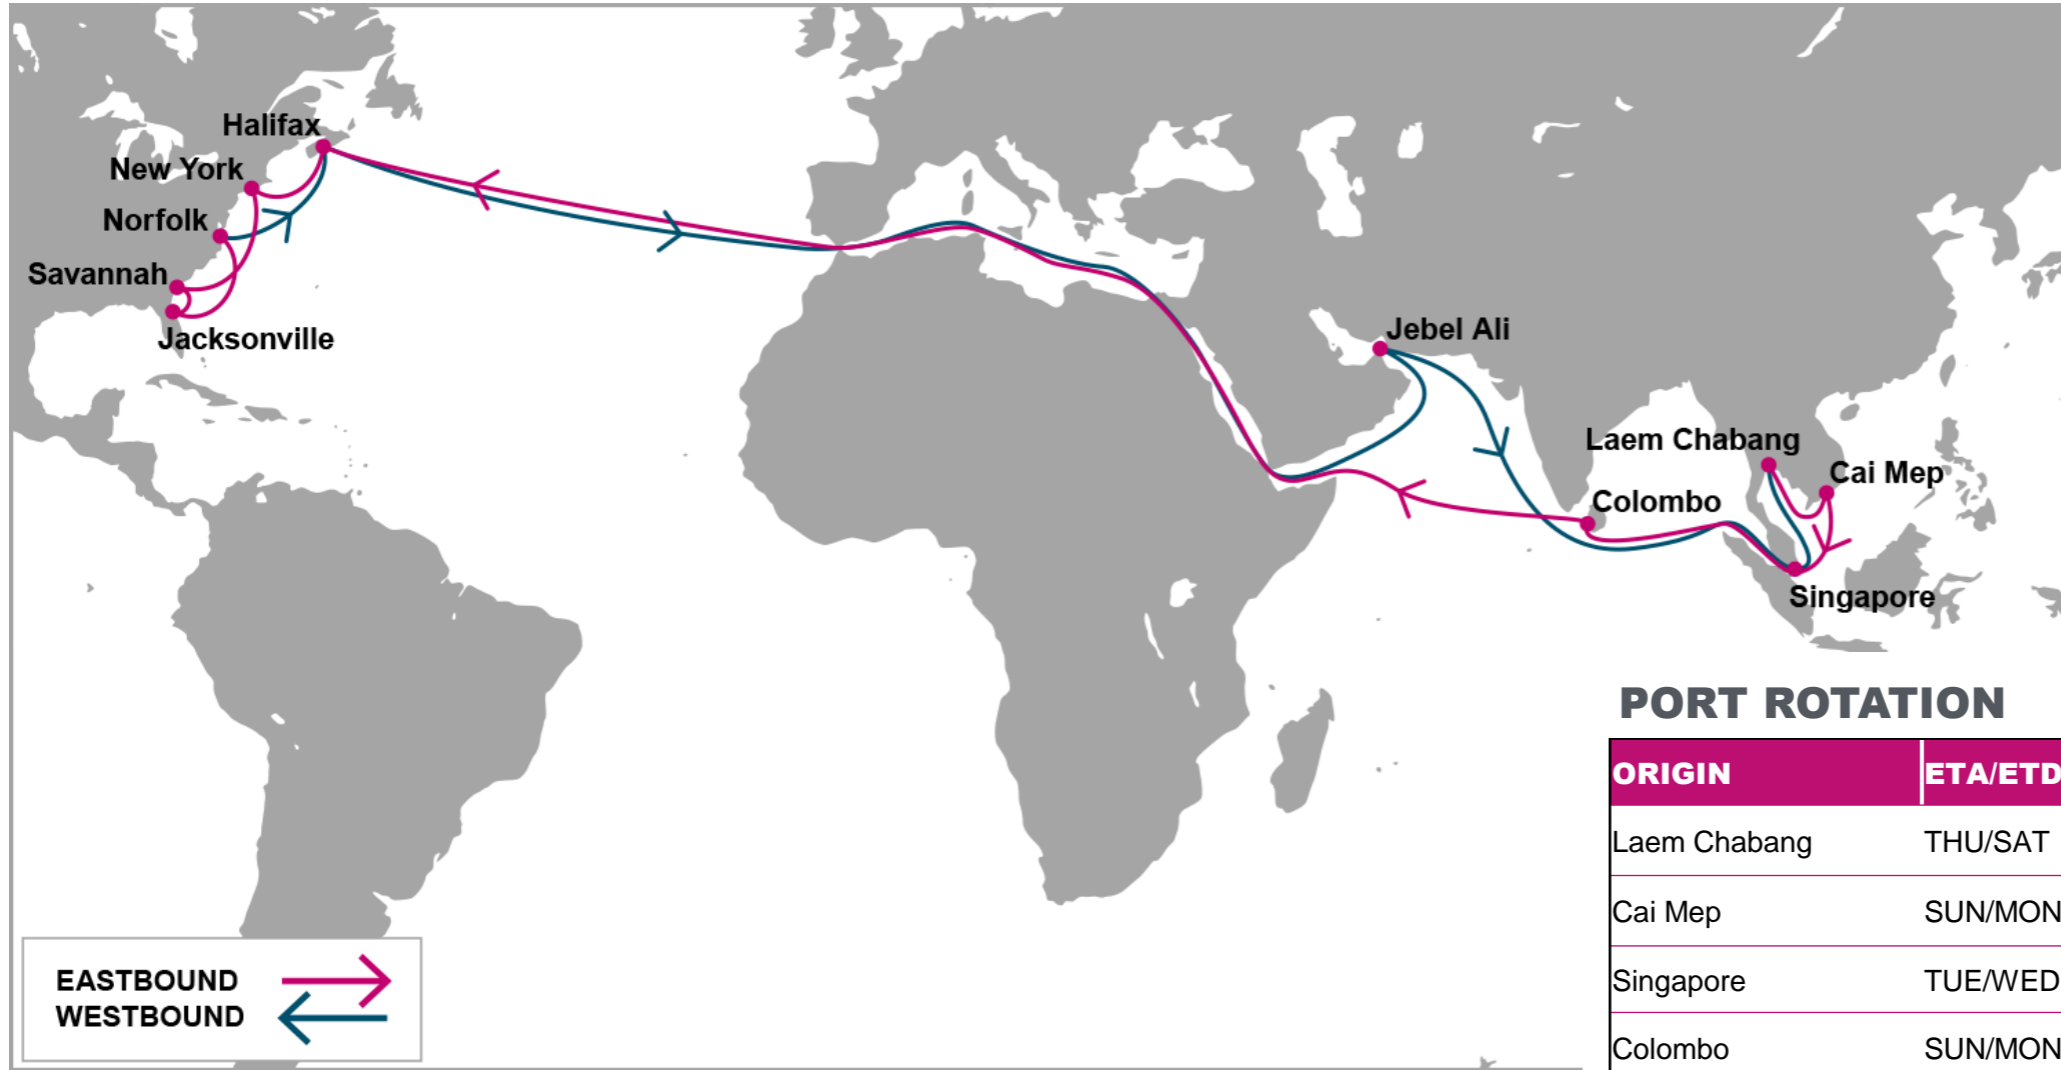 Halifax
New York
Norfolk
Savannah
Jacksonville
Jebel Ali
Laem Chabang
Cai Mep
Colombo
Singapore
PORT ROTATION
ORIGIN ETA/ETD
Laem Chabang THU/SAT
Cai Mep SUN/MON
Singapore TUE/WED
Colombo SUN/MON
EASTBOUND
WESTBOUND